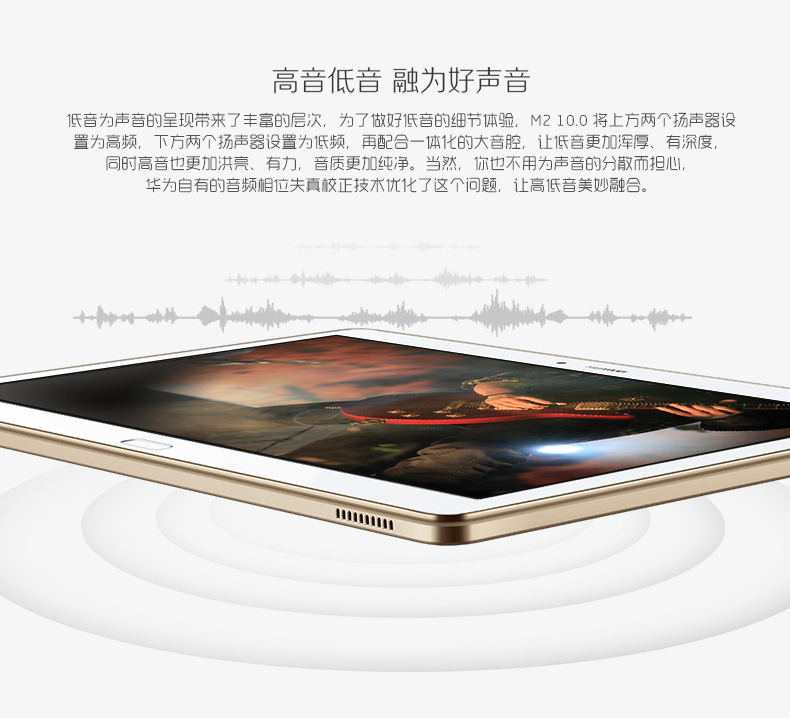 高音低音 融为好声音
低音为声音的呈现带来了丰富的层次，为了做好低音的细节体验，M2 10.0 将上方两个扬声器设
置为高频，下方两个扬声器设置为低频，再配合一体化的大音腔，让低音更加浑厚、有深度，
同时高音也更加洪亮、有力，音质更加纯净。当然，你也不用为声音的分散而担心，
华为自有的音频相位失真校正技术优化了这个问题，让高低音美妙融合。
HUAWEI